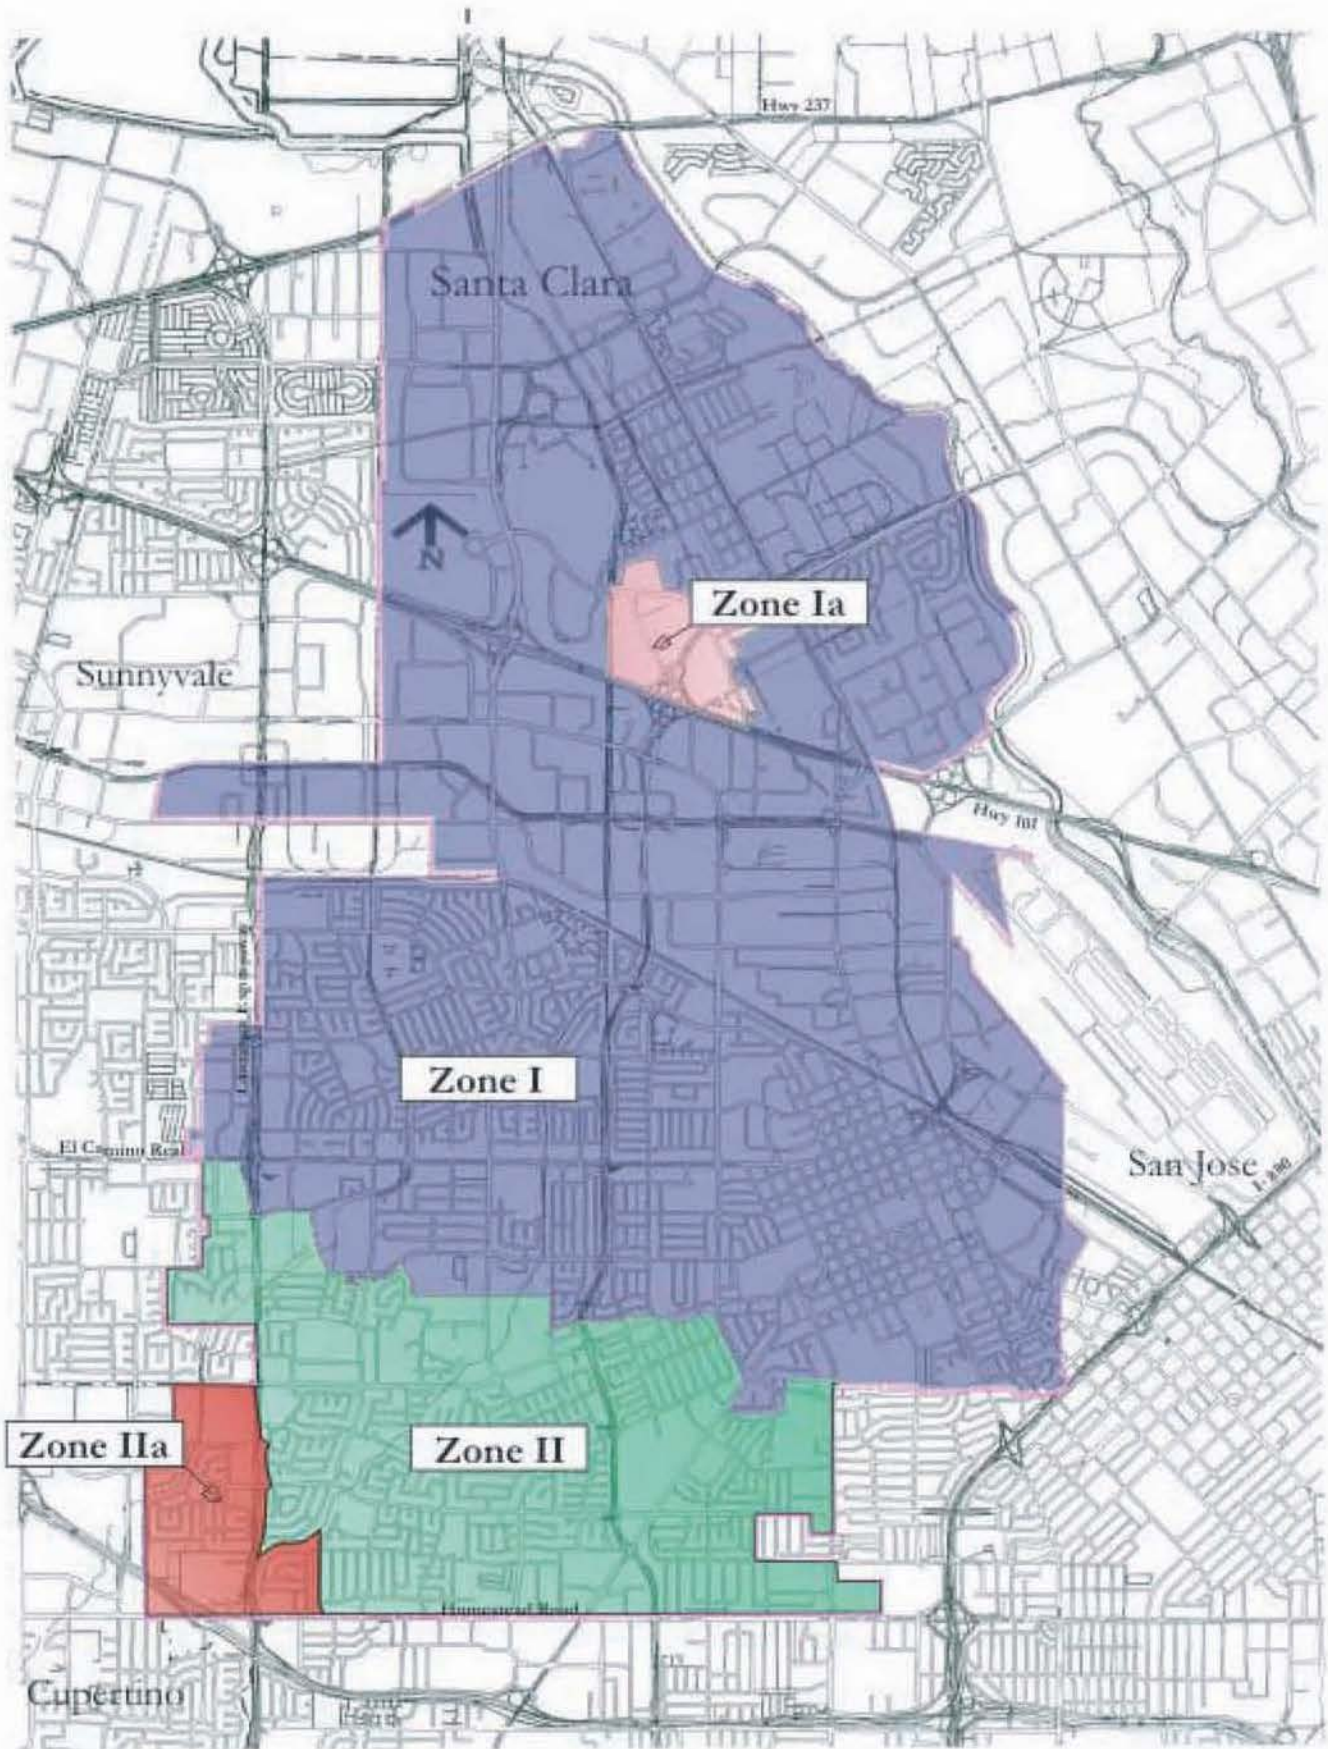 Hwy 237
Santa Clara
N
Zone Ia
Sunnyvale
Hwy 101
Zone I
El Camino Real
San Jose
Zone IIa
Zone II
Homestead Road
Cupertino